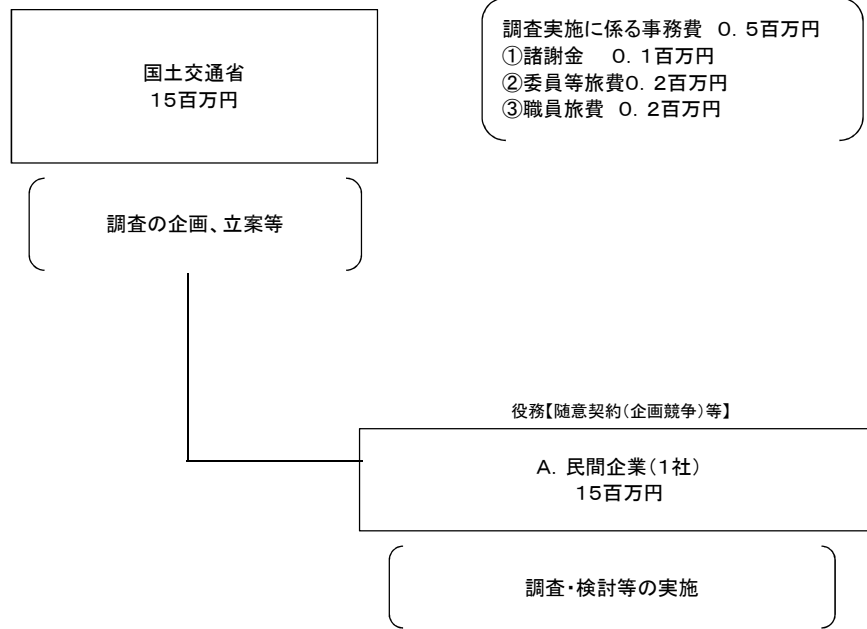 国土交通省
15百万円
調査実施に係る事務費　0．5百万円
①諸謝金　　0．1百万円
②委員等旅費0．2百万円
③職員旅費　0．2百万円
調査の企画、立案等
役務【随意契約（企画競争）等】
A．民間企業（1社）
15百万円
調査・検討等の実施